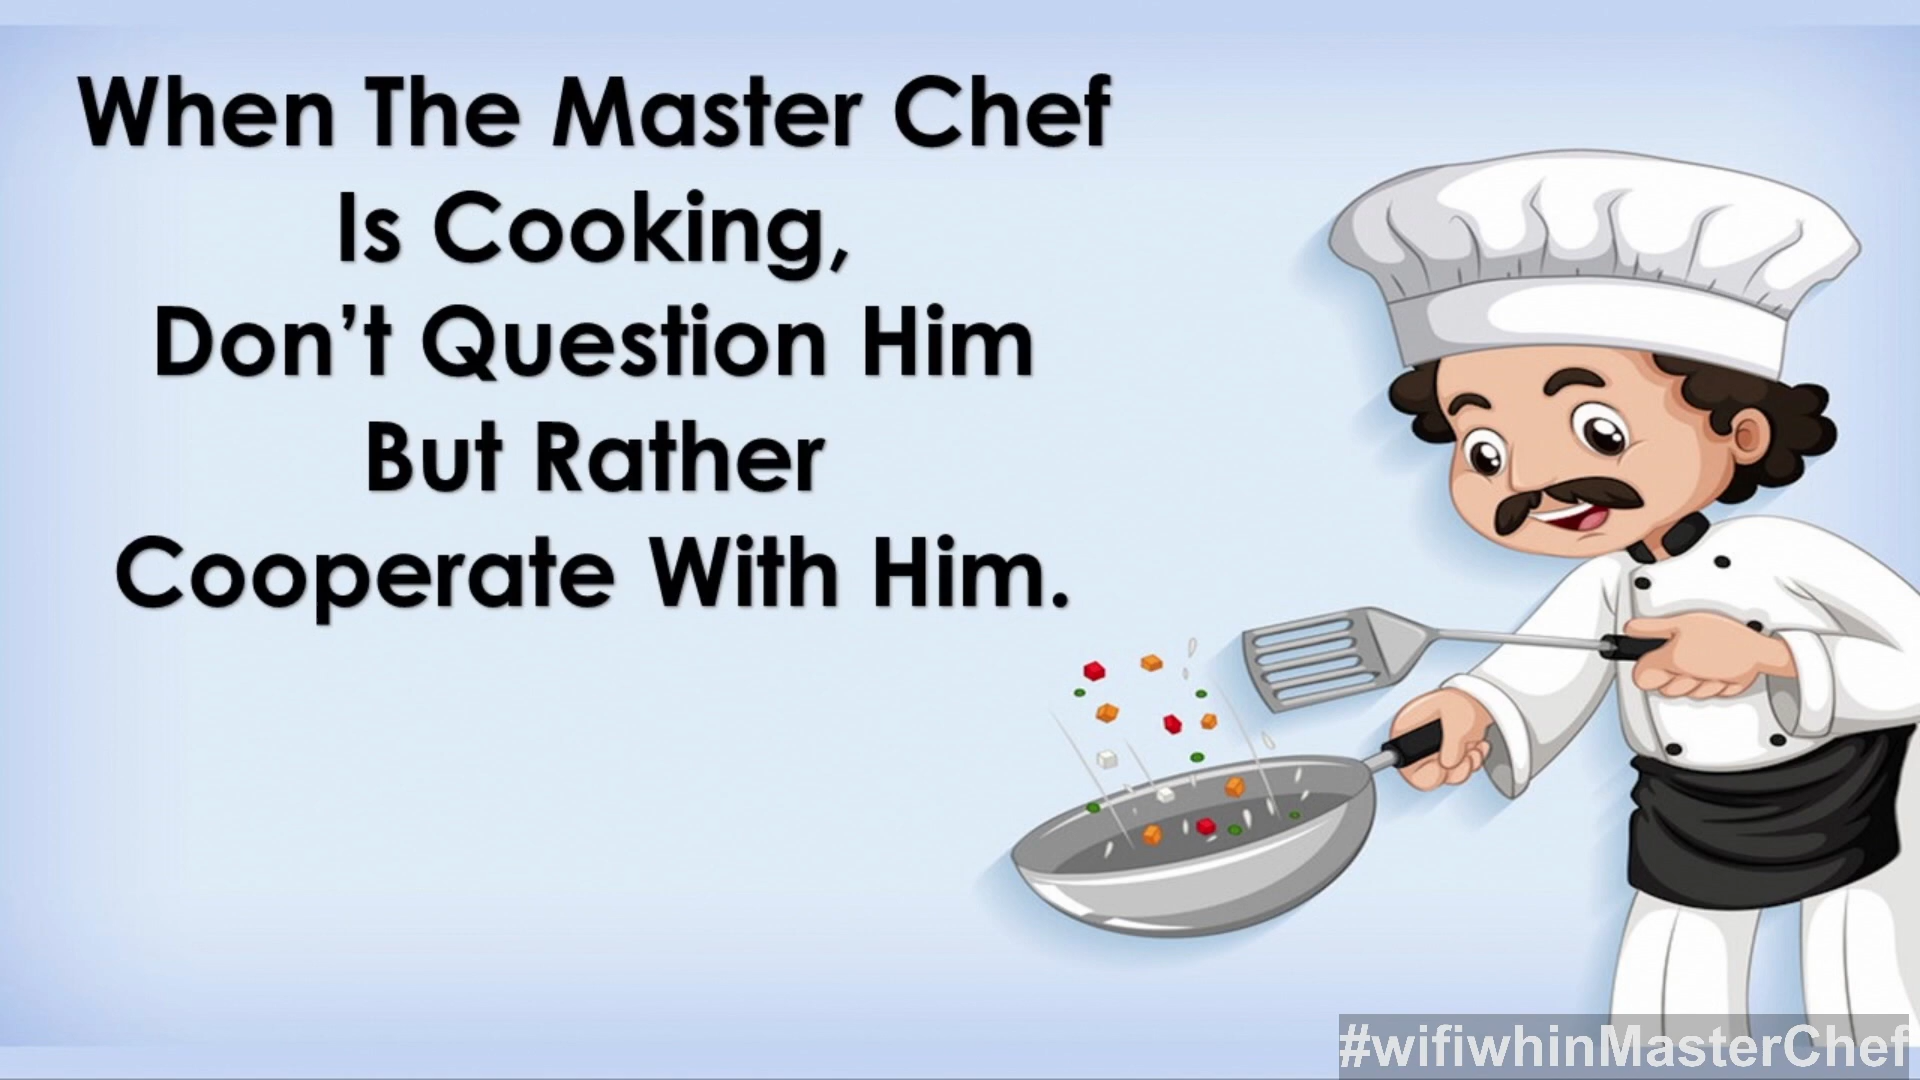 When The Master Chef
Is Cooking,
Don’t Question Him
But Rather
Cooperate With Him.
#wifiwhinMasterChef